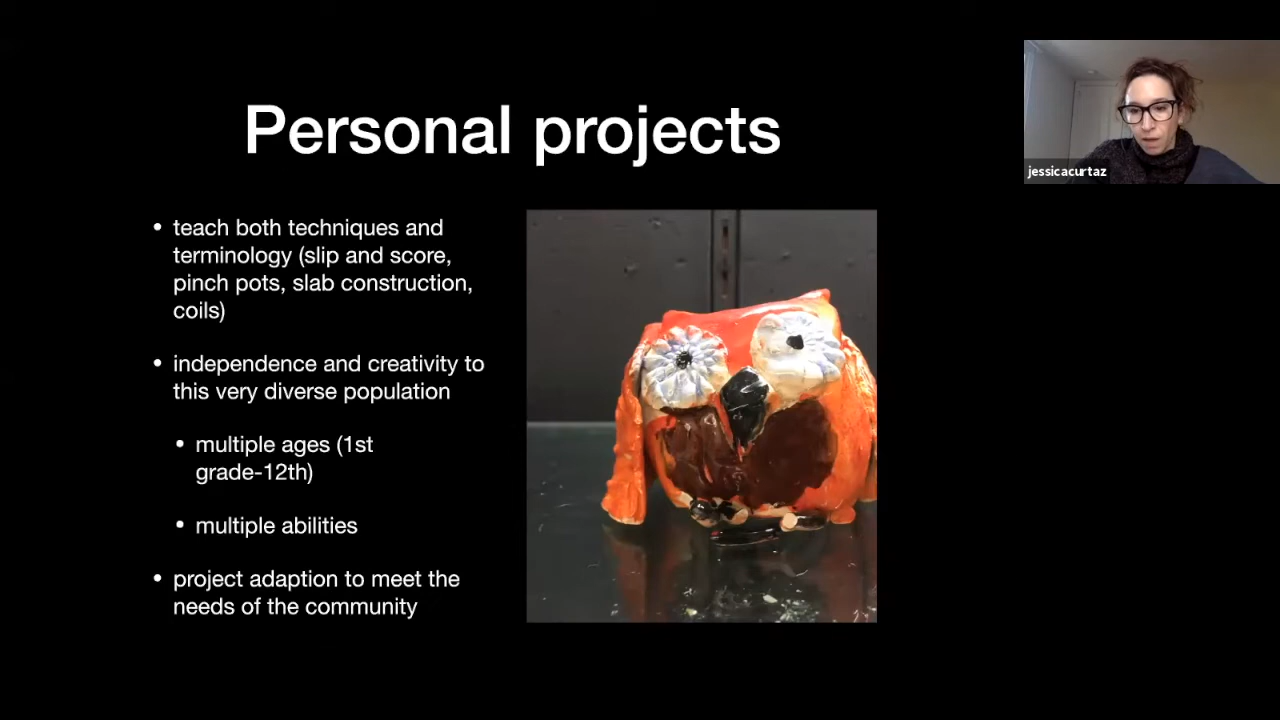 Personal projects
jessicacurtaz
• teach both techniques and
terminology (slip and score,
pinch pots, slab construction,
coils)
• independence and creativity to
this very diverse population
• multiple ages (1st
grade-12th)
• multiple abilities
• project adaption to meet the
needs of the community